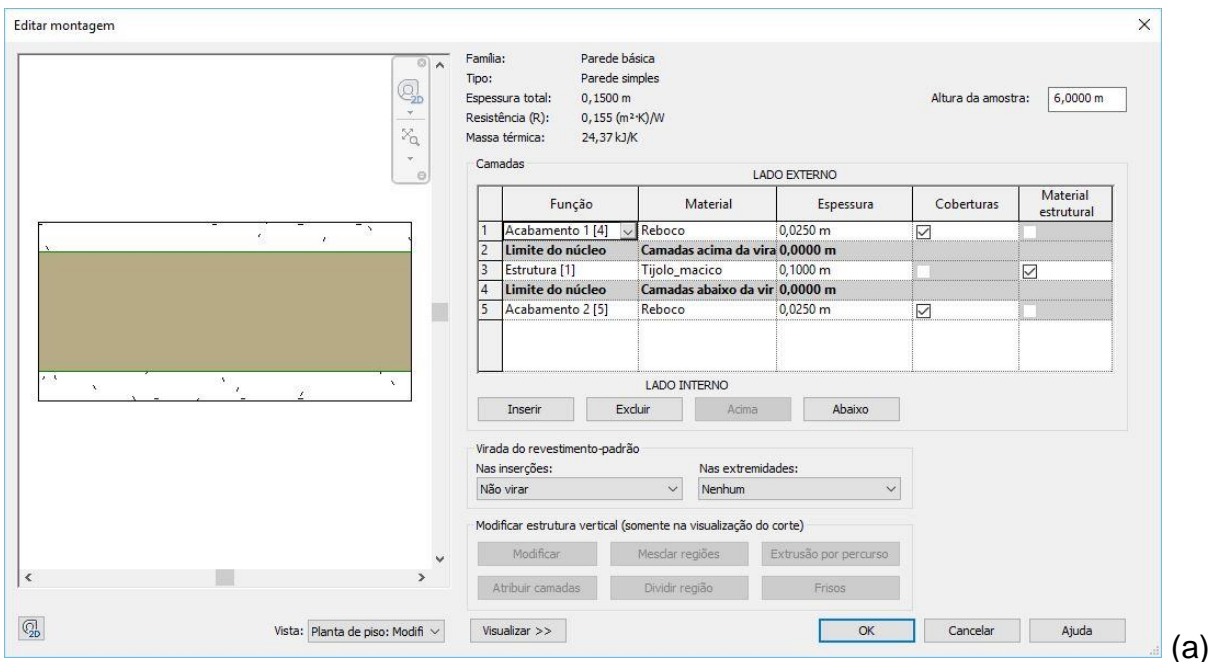 Editar montagem
Família: Parede básica
Tipo: Parede simples
Espessura total: 0,1500 m
Altura da amostra: 6,0000 m
Resistência (R): 0,155 (m²·K)/W
Massa térmica: 24,37 kJ/K
Camadas
LADO EXTERNO
Função Material Espessura Coberturas Material estrutural
1 Acabamento 1 [4] Reboco 0,0250 m
2 Limite do núcleo Camadas acima da vira 0,0000 m
3 Estrutura [1] Tijolo_macico 0,1000 m
4 Limite do núcleo Camadas abaixo da vir 0,0000 m
5 Acabamento 2 [5] Reboco 0,0250 m
LADO INTERNO
Inserir Excluir Acima Abaixo
Virada do revestimento-padrão
Nas inserções: Nas extremidades:
Não virar Nenhum
Modificar estrutura vertical (somente na visualização do corte)
Modificar Mesclar regiões Extrusão por percurso
Atribuir camadas Dividir região Frisos
2D
2D
Vista: Planta de piso: Modifi
Visualizar >> OK Cancelar Ajuda
(a)